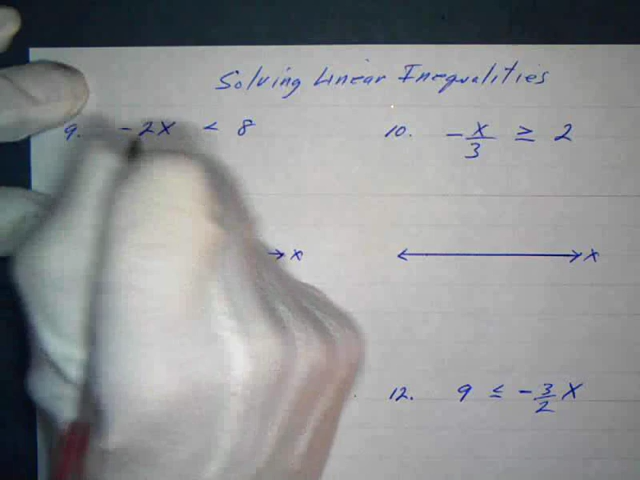 Solving Linear Inequalities
9. -2x < 8
10. -x/3 ≥ 2
x
x
12. 9 ≤ -3/2 x